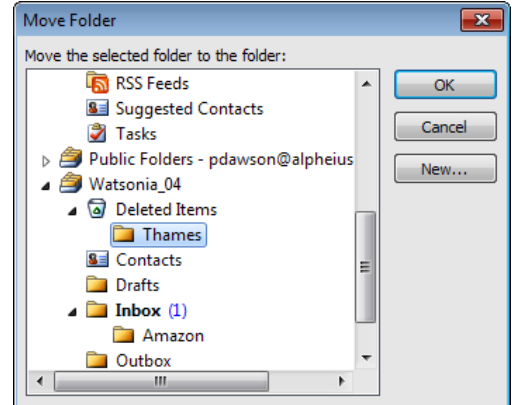 Move Folder
Move the selected folder to the folder:
RSS Feeds
Suggested Contacts
Tasks
Public Folders - pdawson@alpheius
Watsonia_04
Deleted Items
Thames
Contacts
Drafts
Inbox (1)
Amazon
Outbox
OK
Cancel
New...